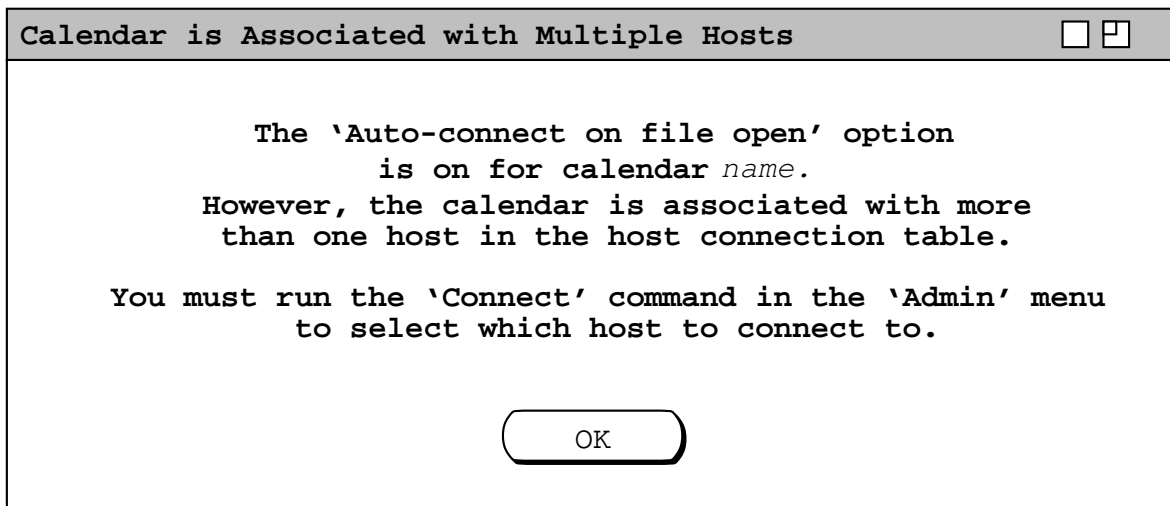 Calendar is Associated with Multiple Hosts
The ‘Auto-connect on file open’ option
is on for calendar name.
However, the calendar is associated with more
than one host in the host connection table.
You must run the ‘Connect’ command in the ‘Admin’ menu
to select which host to connect to.
OK